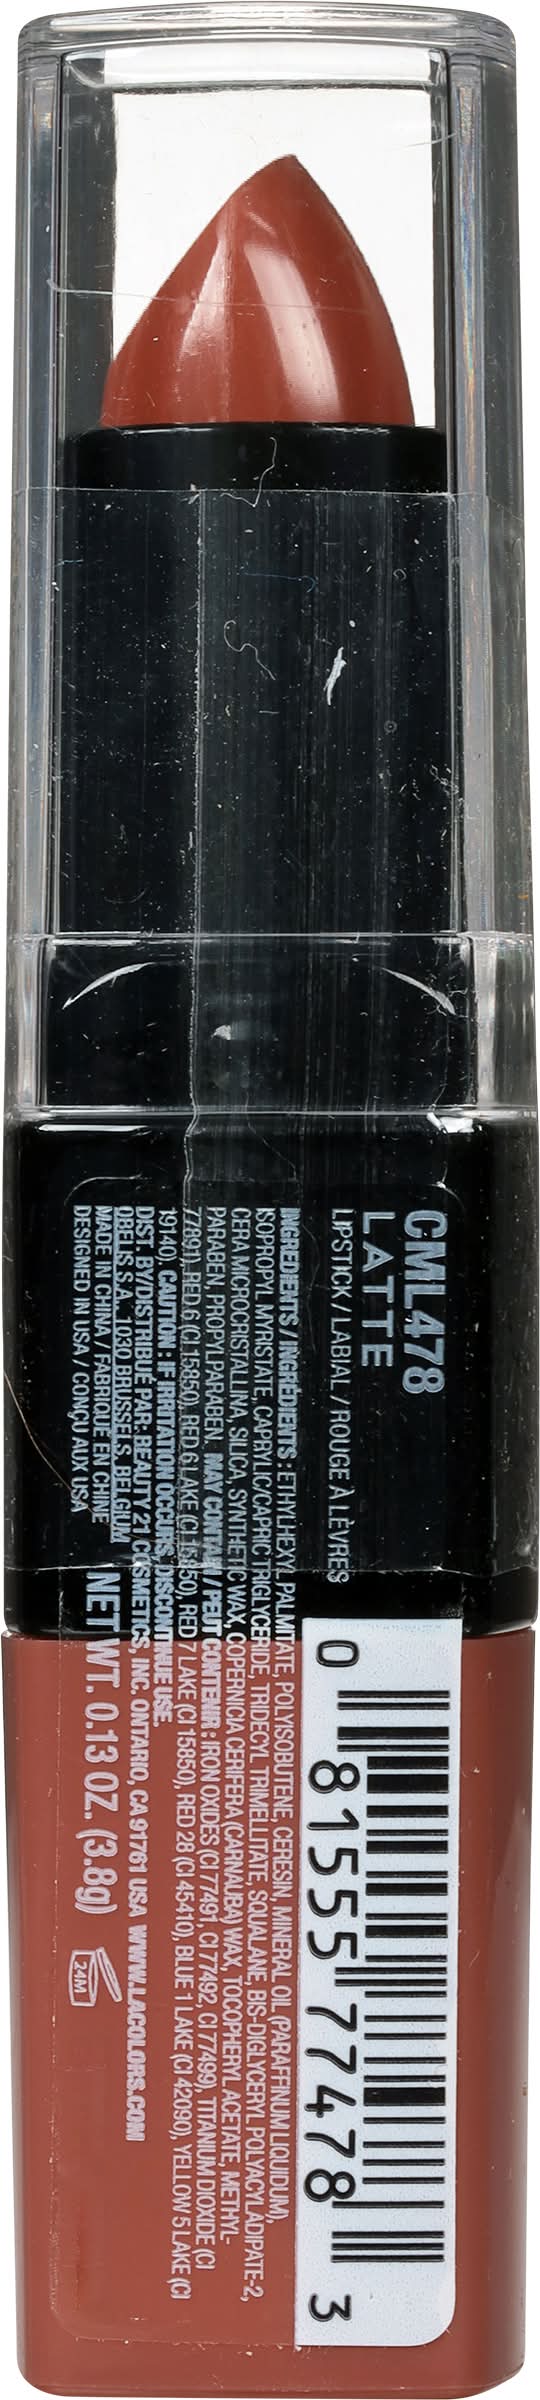 CML478
LATTE
LIPSTICK / LABIAL / ROUGE À LÈVRES
INGREDIENTS / INGRÉDIENTS: ETHYLHEXYL PALMITATE, POLYISOBUTENE, CERESIN, MINERAL OIL (PARAFFINUM LIQUIDUM),
ISOPROPYL MYRISTATE, CAPRYLIC/CAPRIC TRIGLYCERIDE, TRIDECYL TRIMELLITATE, SQUALANE, BIS-DIGLYCERYL POLYACYLADIPATE-2,
CERA MICROCRISTALLINA, SILICA, SYNTHETIC WAX, COPERNICIA CERIFERA (CARNAUBA) WAX, TOCOPHERYL ACETATE, METHYL-
PARABEN, PROPYLPARABEN. MAY CONTAIN / PEUT CONTENIR: IRON OXIDES (CI 77491, CI 77492, CI 77499), TITANIUM DIOXIDE (CI
77891), RED 6 (CI 15850), RED 6 LAKE (CI 15850), RED 7 LAKE (CI 15850), RED 28 (CI 45410), BLUE 1 LAKE (CI 42090), YELLOW 5 LAKE (CI
19140). CAUTION: IF IRRITATION OCCURS, DISCONTINUE USE.
DIST. BY/DISTRIBUÉ PAR: BEAUTY 21 COSMETICS, INC. ONTARIO, CA 91761 USA WWW.LACOLORS.COM
OBELIS S.A., 1030 BRUSSELS, BELGIUM
MADE IN CHINA / FABRIQUÉ EN CHINE
DESIGNED IN USA / CONÇU AUX USA
NET WT. 0.13 OZ. (3.8g)
24M
0 81555 77478 3